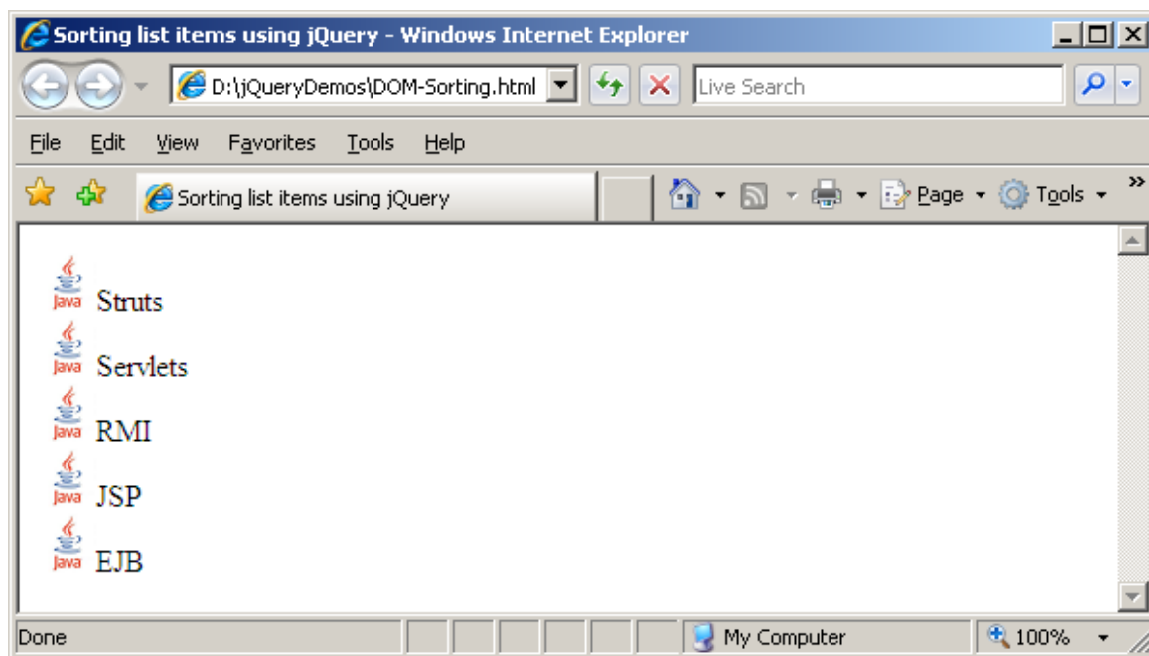 Sorting list items using jQuery - Windows Internet Explorer
D:\jQueryDemos\DOM-Sorting.html
Live Search
File Edit View Favorites Tools Help
Sorting list items using jQuery
Page
Tools
»
Java Struts
Java Servlets
Java RMI
Java JSP
Java EJB
Done
My Computer
100%